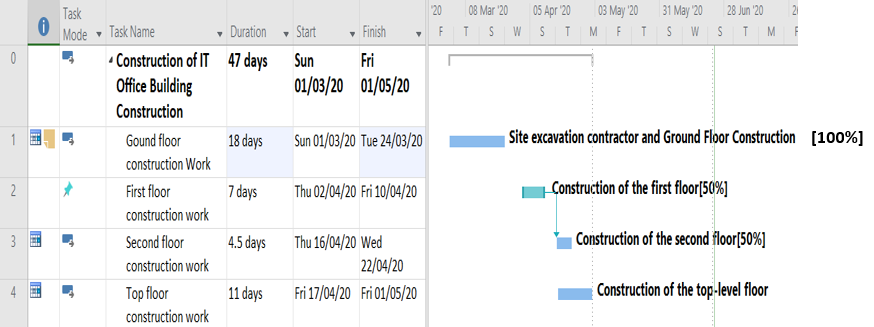 Task Mode Task Name Duration Start Finish
'20 08 Mar '20 05 Apr '20 03 May '20 31 May '20 28 Jun '20 26
F T S W S T M F T S W S T M F
0 Construction of IT Office Building Construction 47 days Sun 01/03/20 Fri 01/05/20
1 Gound floor construction Work 18 days Sun 01/03/20 Tue 24/03/20 Site excavation contractor and Ground Floor Construction [100%]
2 First floor construction work 7 days Thu 02/04/20 Fri 10/04/20 Construction of the first floor[50%]
3 Second floor construction work 4.5 days Thu 16/04/20 Wed 22/04/20 Construction of the second floor[50%]
4 Top floor construction work 11 days Fri 17/04/20 Fri 01/05/20 Construction of the top-level floor